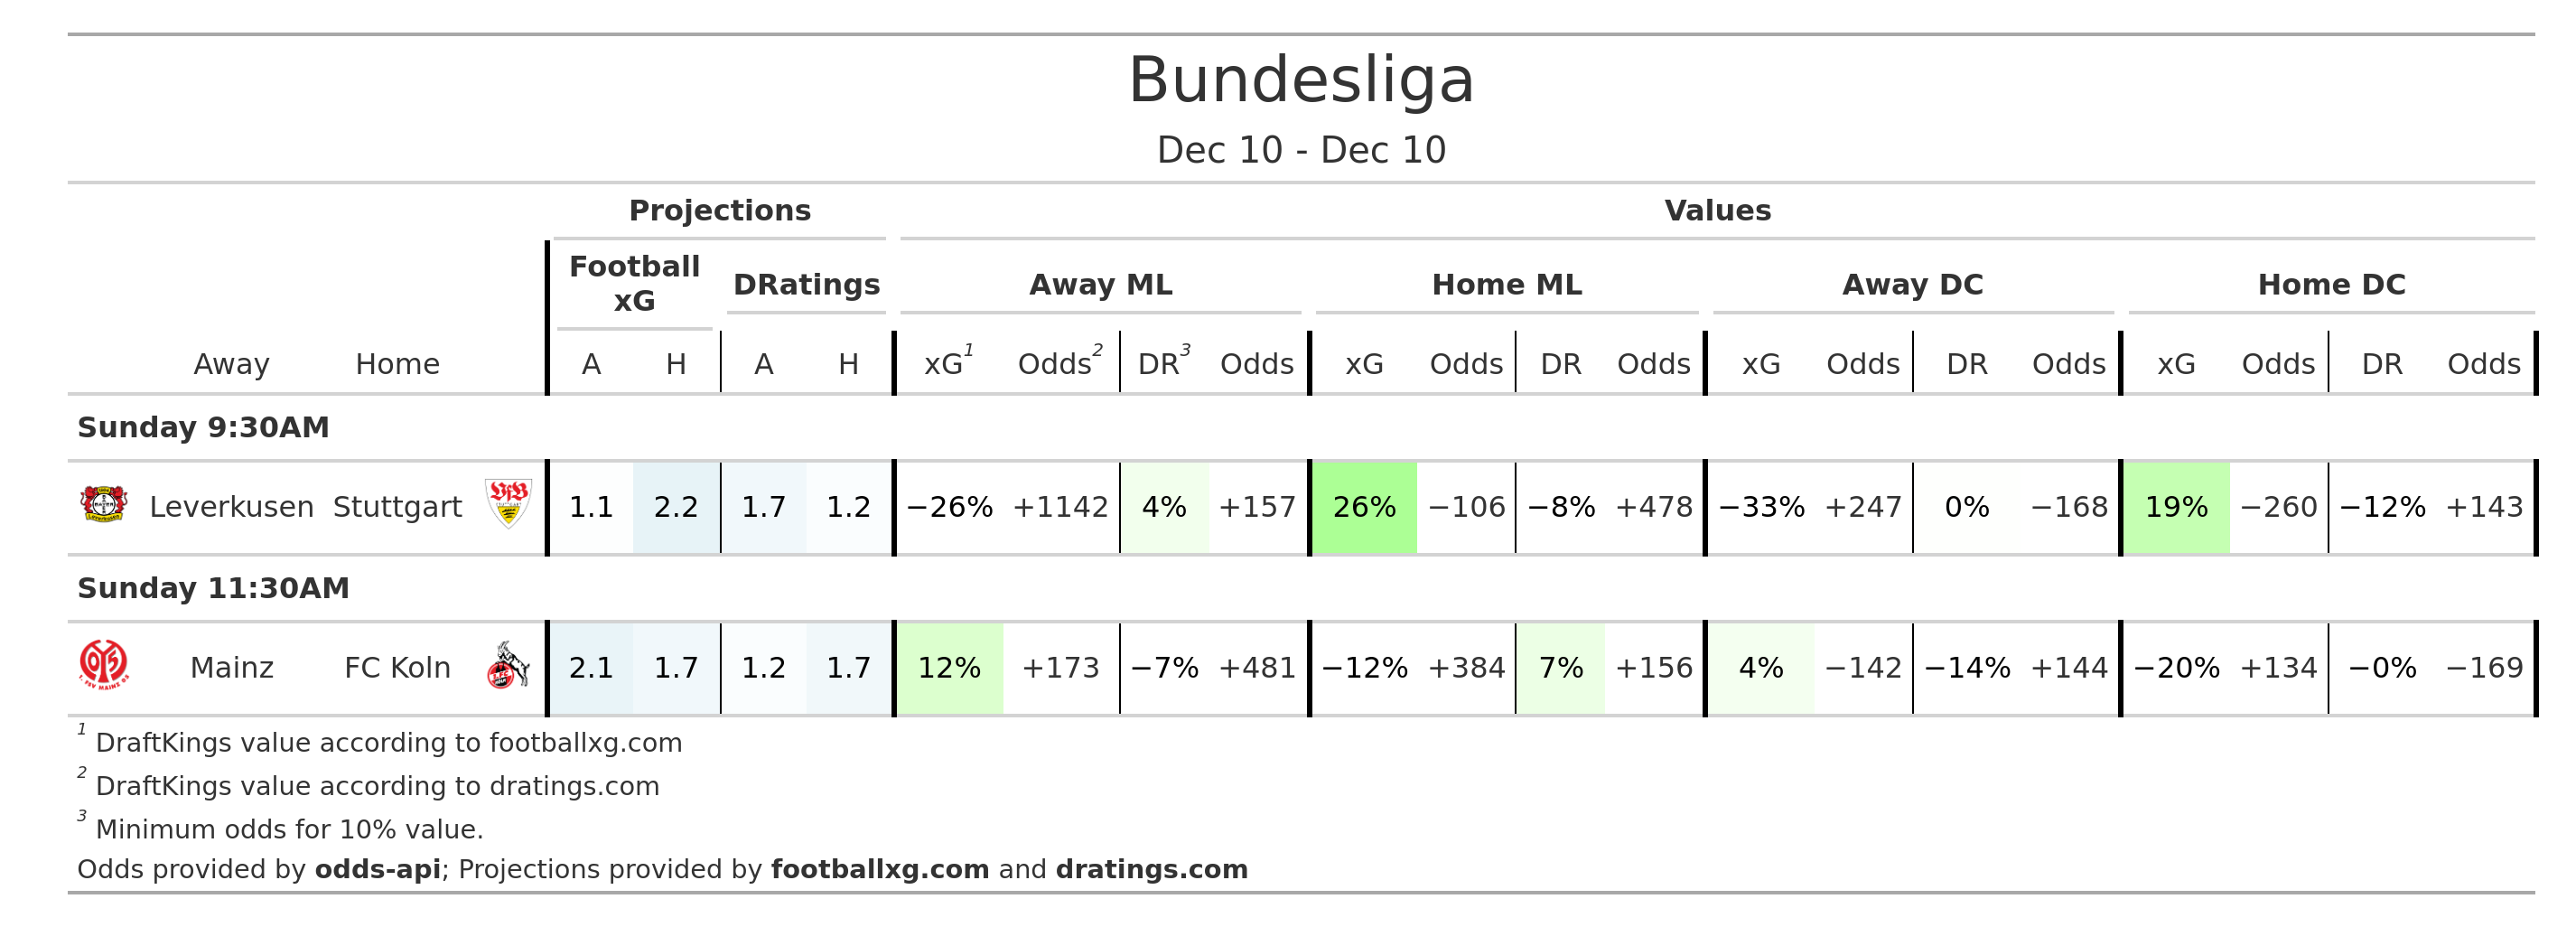 Bundesliga
Dec 10 - Dec 10
Projections Values
Football xG DRatings Away ML Home ML Away DC Home DC
Away Home A H A H xG1 Odds2 DR3 Odds xG Odds DR Odds xG Odds DR Odds xG Odds DR Odds
Sunday 9:30AM
Leverkusen Stuttgart 1.1 2.2 1.7 1.2 −26% +1142 4% +157 26% −106 −8% +478 −33% +247 0% −168 19% −260 −12% +143
Sunday 11:30AM
Mainz FC Koln 2.1 1.7 1.2 1.7 12% +173 −7% +481 −12% +384 7% +156 4% −142 −14% +144 −20% +134 −0% −169
1 DraftKings value according to footballxg.com
2 DraftKings value according to dratings.com
3 Minimum odds for 10% value.
Odds provided by odds-api; Projections provided by footballxg.com and dratings.com